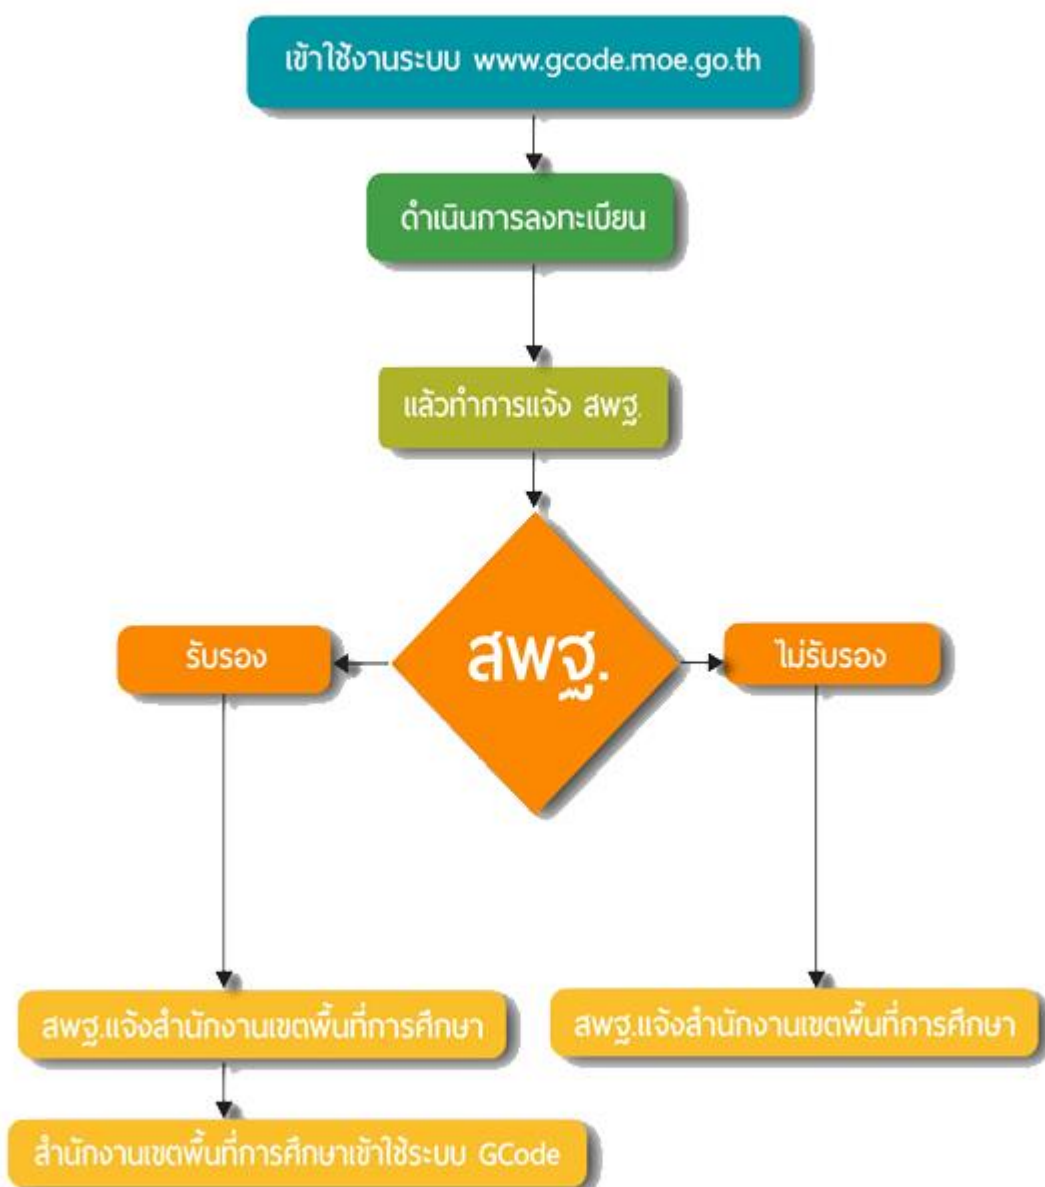 เข้าใช้งานระบบ www.gcode.moe.go.th
ดำเนินการลงทะเบียน
แล้วทำการแจ้ง สพฐ.
สพฐ.
รับรอง
ไม่รับรอง
สพฐ.แจ้งสำนักงานเขตพื้นที่การศึกษา
สพฐ.แจ้งสำนักงานเขตพื้นที่การศึกษา
สำนักงานเขตพื้นที่การศึกษาเข้าใช้ระบบ GCode